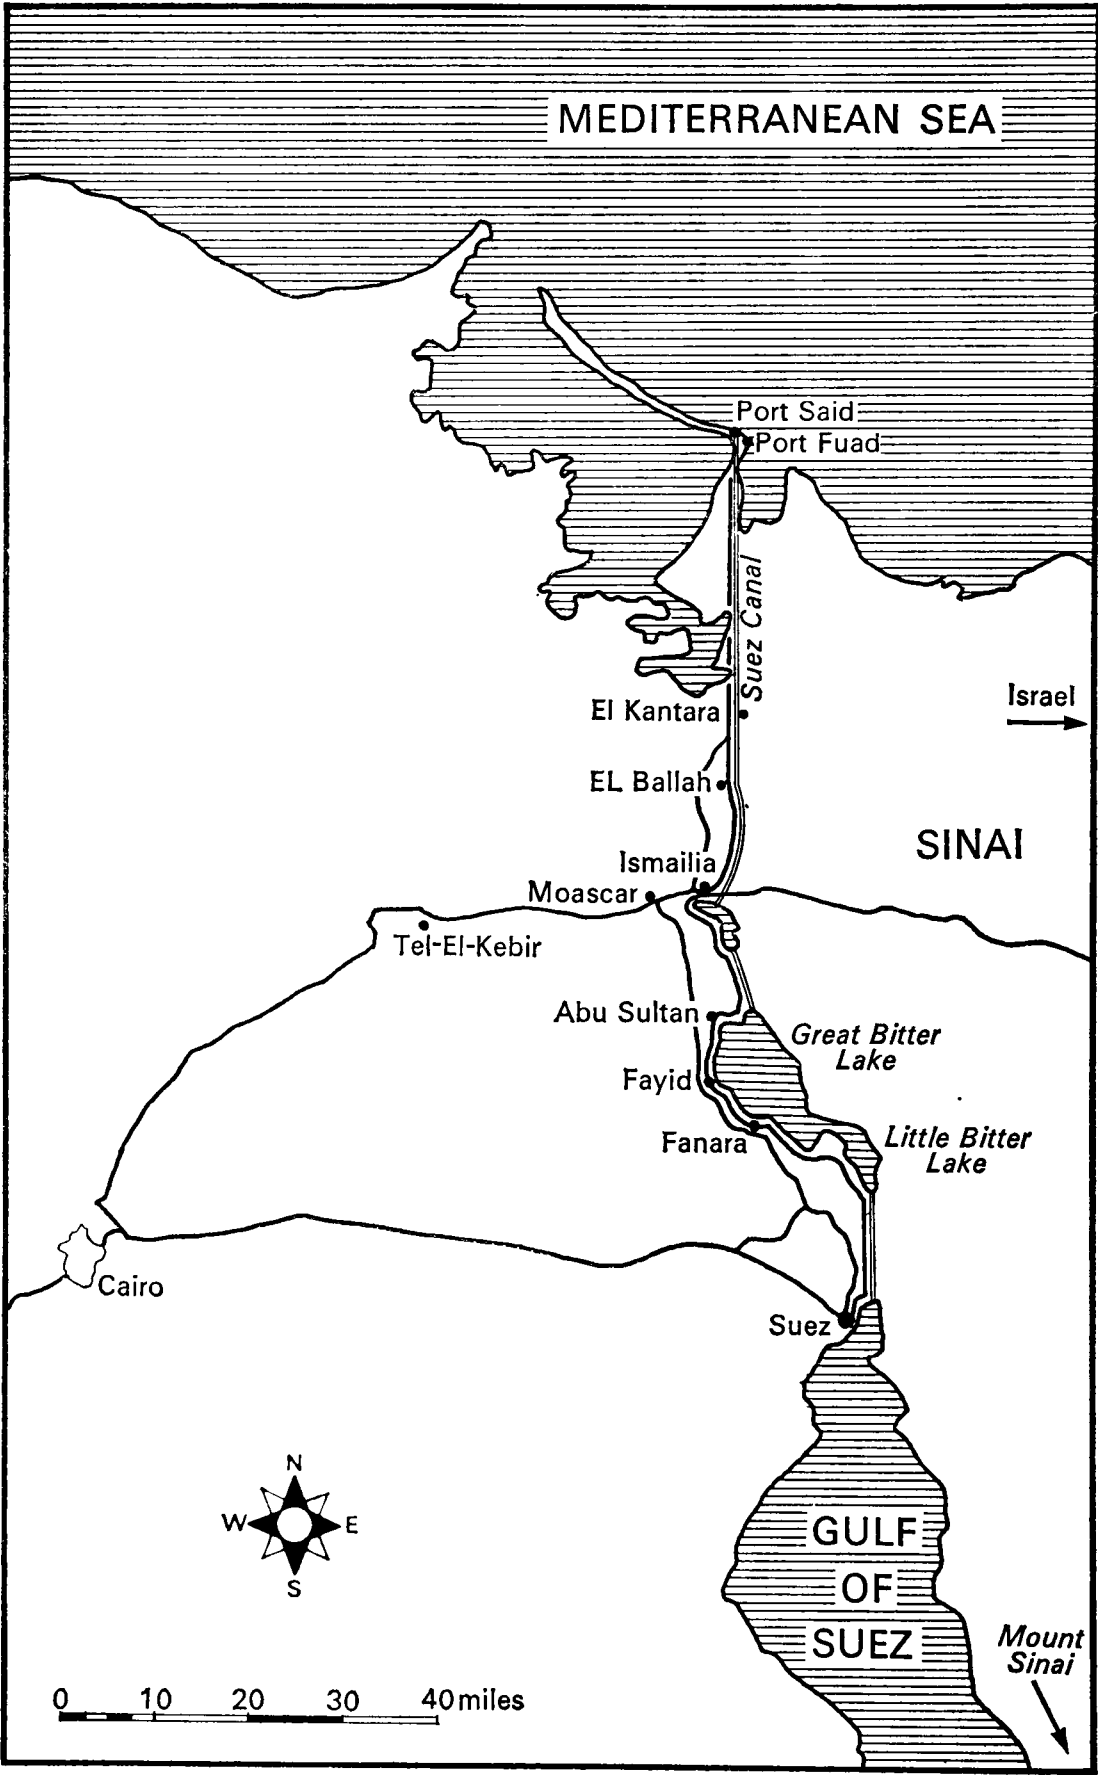 MEDITERRANEAN SEA
Port Said
Port Fuad
Suez Canal
El Kantara
Israel
EL Ballah
SINAI
Ismailia
Moascar
Tel-El-Kebir
Abu Sultan
Great Bitter
Lake
Fayid
Little Bitter
Lake
Fanara
Cairo
Suez
N
W
E
S
GULF
OF
SUEZ
Mount
Sinai
0 10 20 30 40 miles